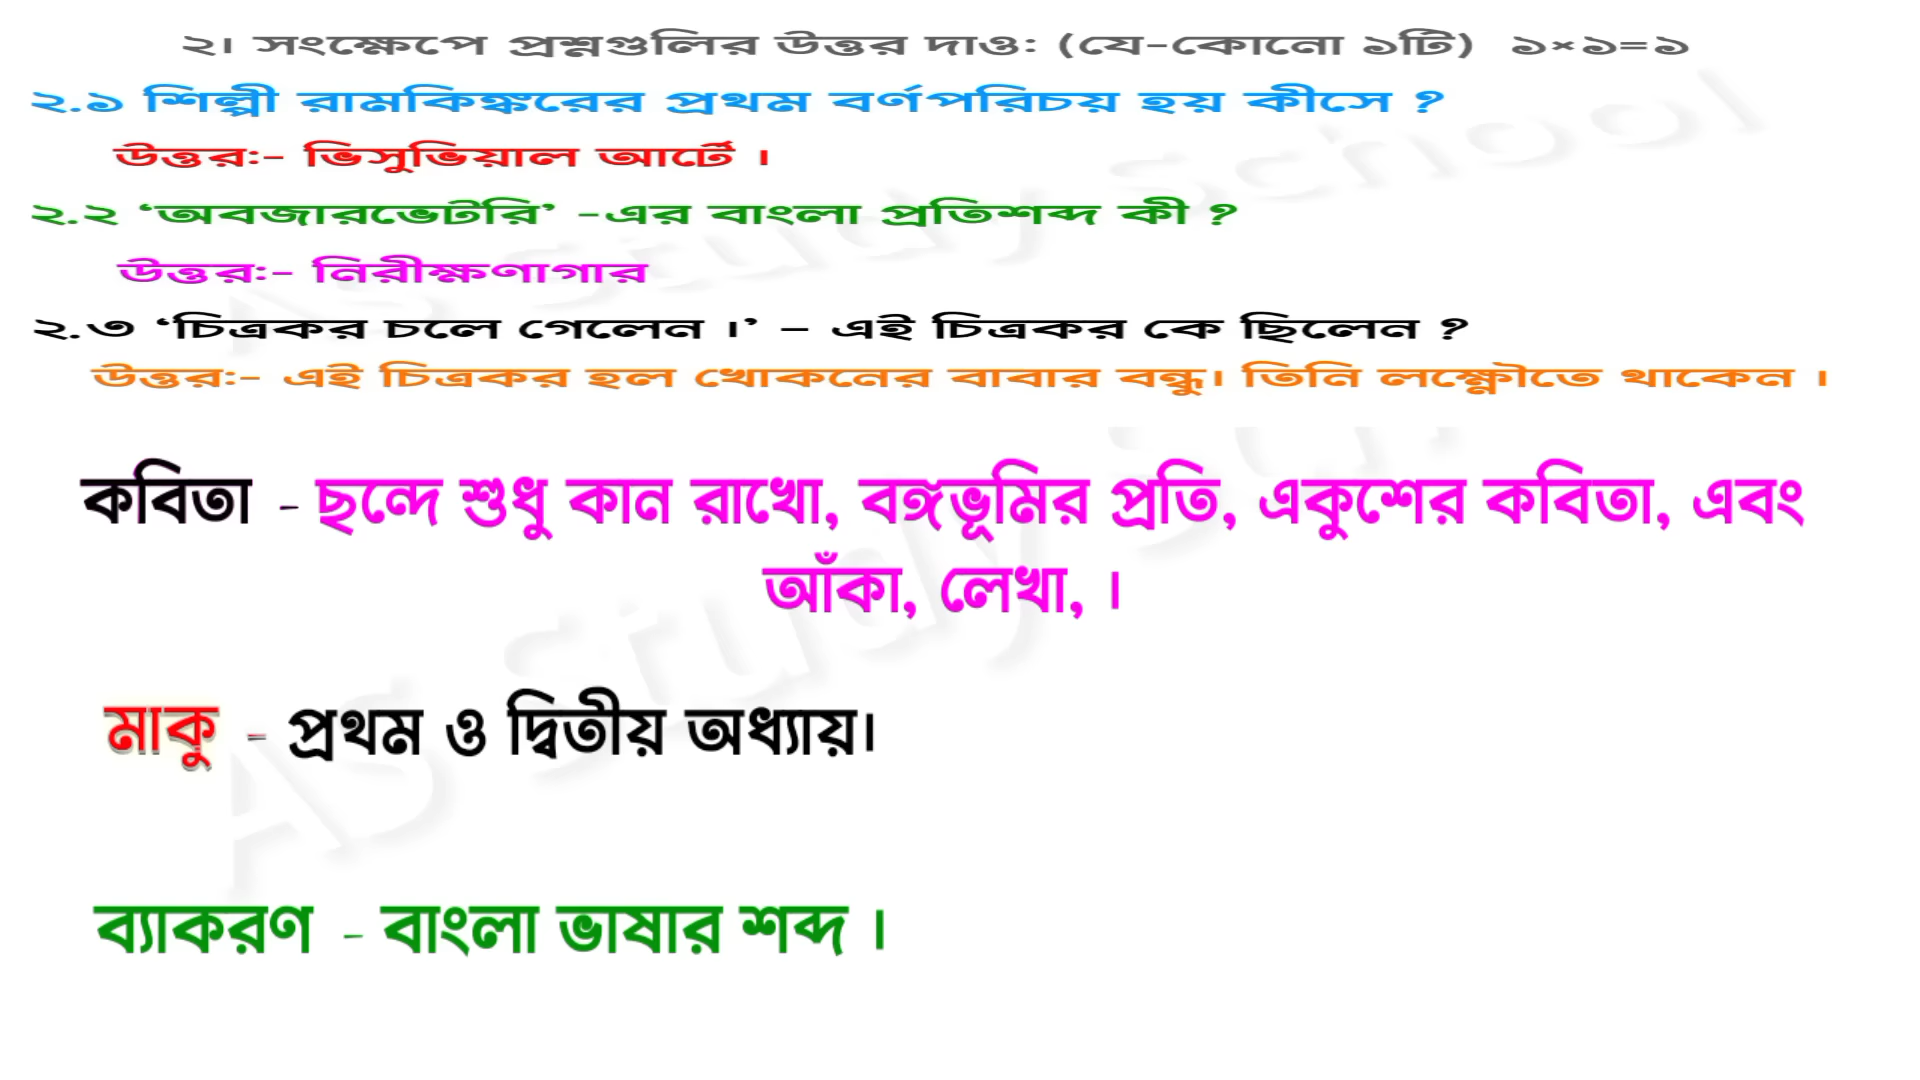 ২। সংক্ষেপে প্রশ্নগুলির উত্তর দাও: (যে-কোনো ১টি) ১×১=১
২.১ শিল্পী রামকিঙ্করের প্রথম বর্ণপরিচয় হয় কীসে ?
উত্তর:- ভিসুভিয়াল আর্টে ।
২.২ ‘অবজারভেটরি’ -এর বাংলা প্রতিশব্দ কী ?
উত্তর:- নিরীক্ষণাগার
২.৩ ‘চিত্রকর চলে গেলেন ।’ – এই চিত্রকর কে ছিলেন ?
উত্তর:- এই চিত্রকর হল খোকনের বাবার বন্ধু। তিনি লক্ষ্ণৌতে থাকেন ।
কবিতা - ছন্দে শুধু কান রাখো, বঙ্গভূমির প্রতি, একুশের কবিতা, এবং
আঁকা, লেখা, ।
মাকু - প্রথম ও দ্বিতীয় অধ্যায়।
ব্যাকরণ - বাংলা ভাষার শব্দ ।
AS Study School